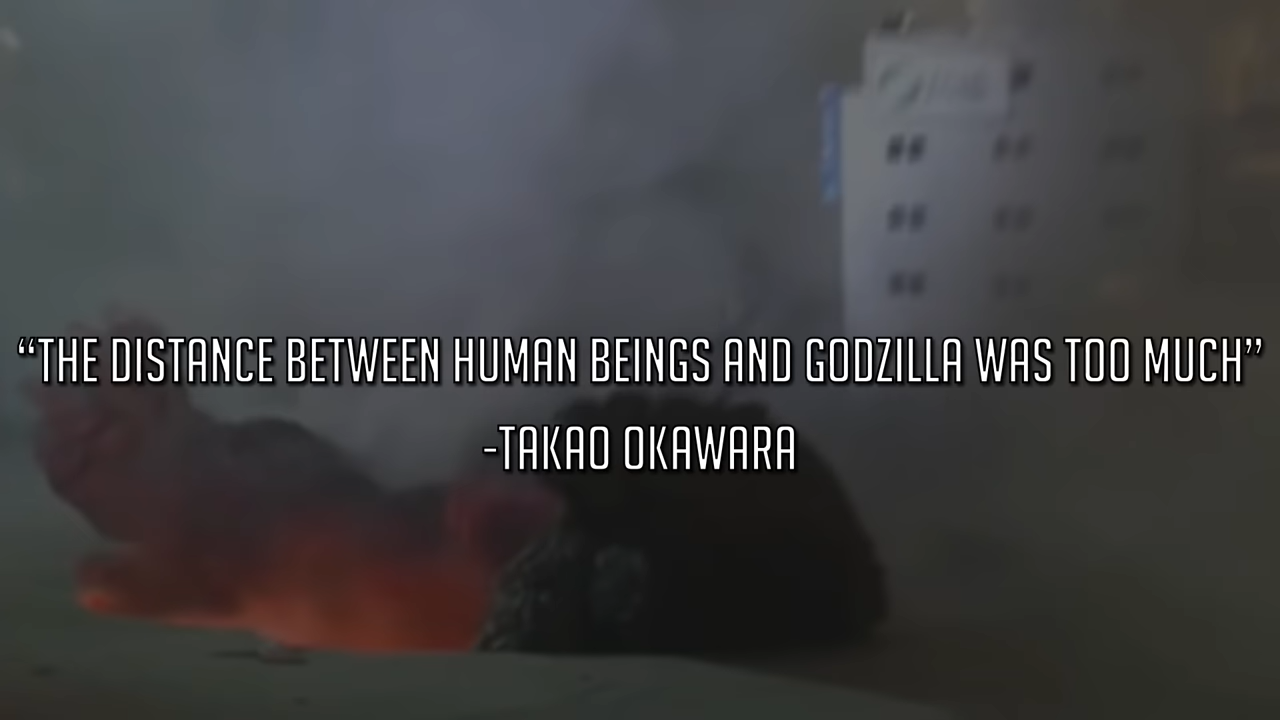 “THE DISTANCE BETWEEN HUMAN BEINGS AND GODZILLA WAS TOO MUCH”
-TAKAO OKAWARA